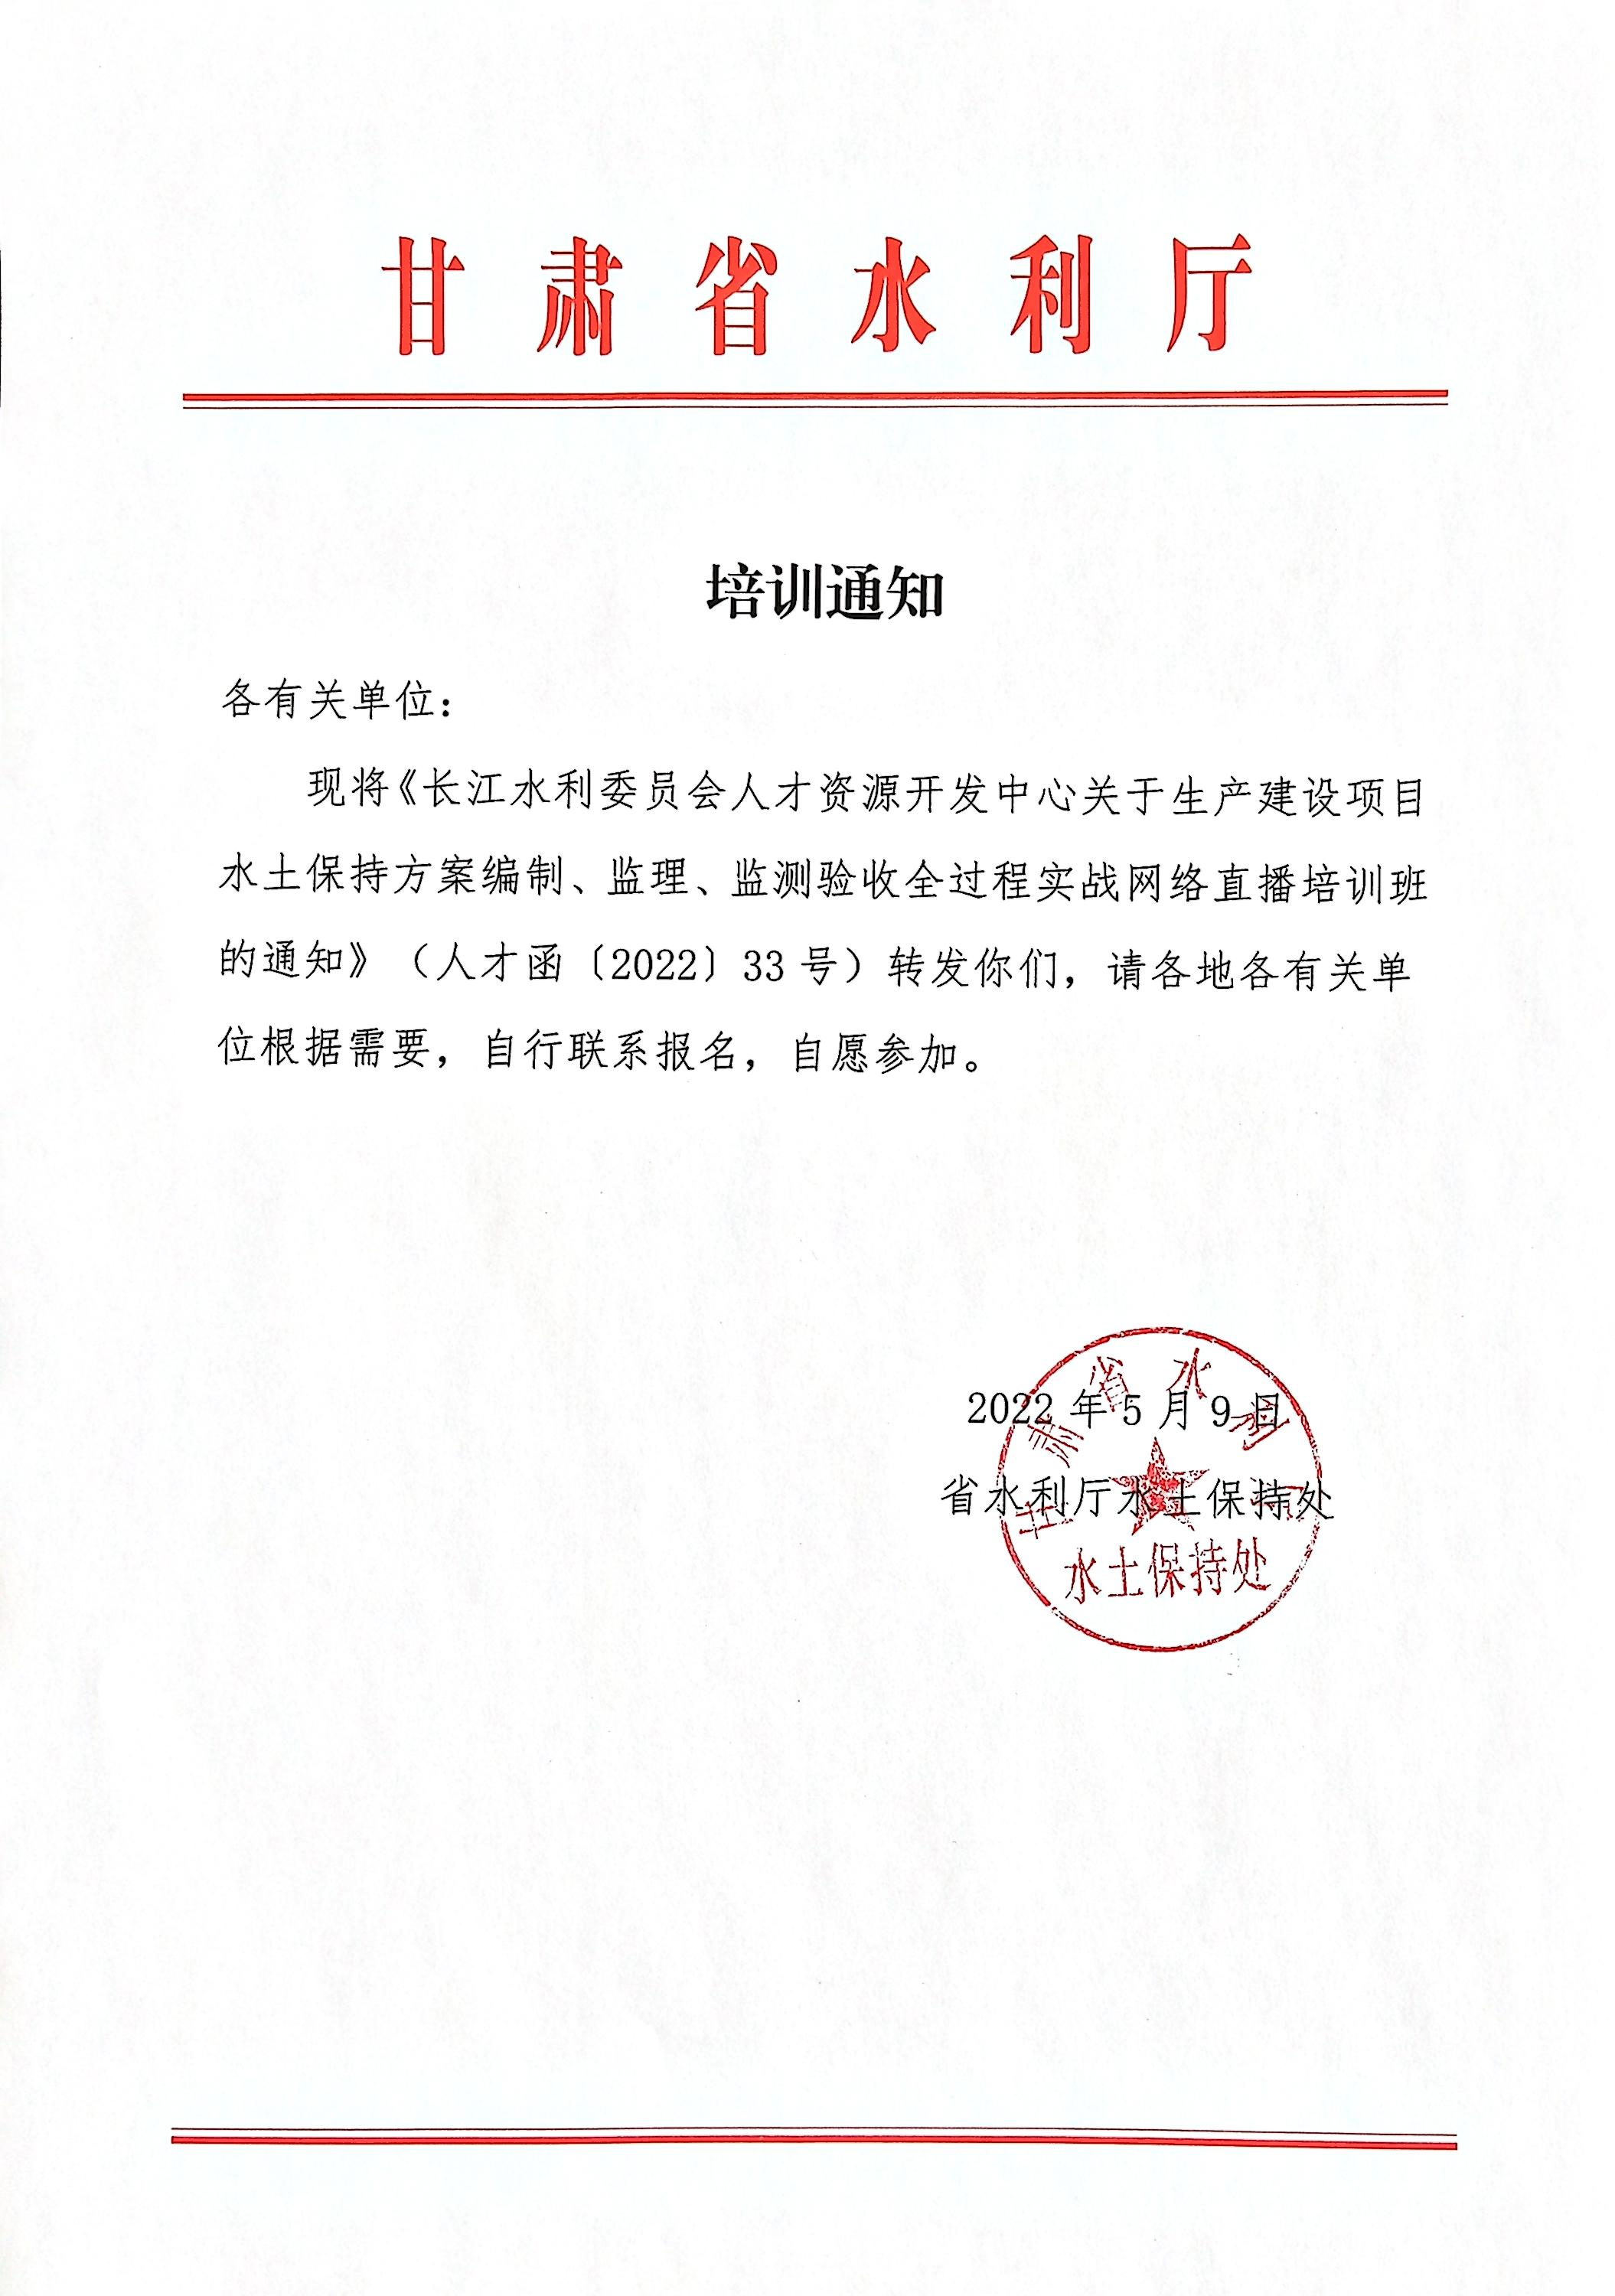 甘肃省水利厅
培训通知
各有关单位：
现将《长江水利委员会人才资源开发中心关于生产建设项目
水土保持方案编制、监理、监测验收全过程实战网络直播培训班
的通知》（人才函〔2022〕33号）转发你们，请各地各有关单
位根据需要，自行联系报名，自愿参加。
2022年5月9日
省水利厅水土保持处
甘肃省水利厅
水土保持处